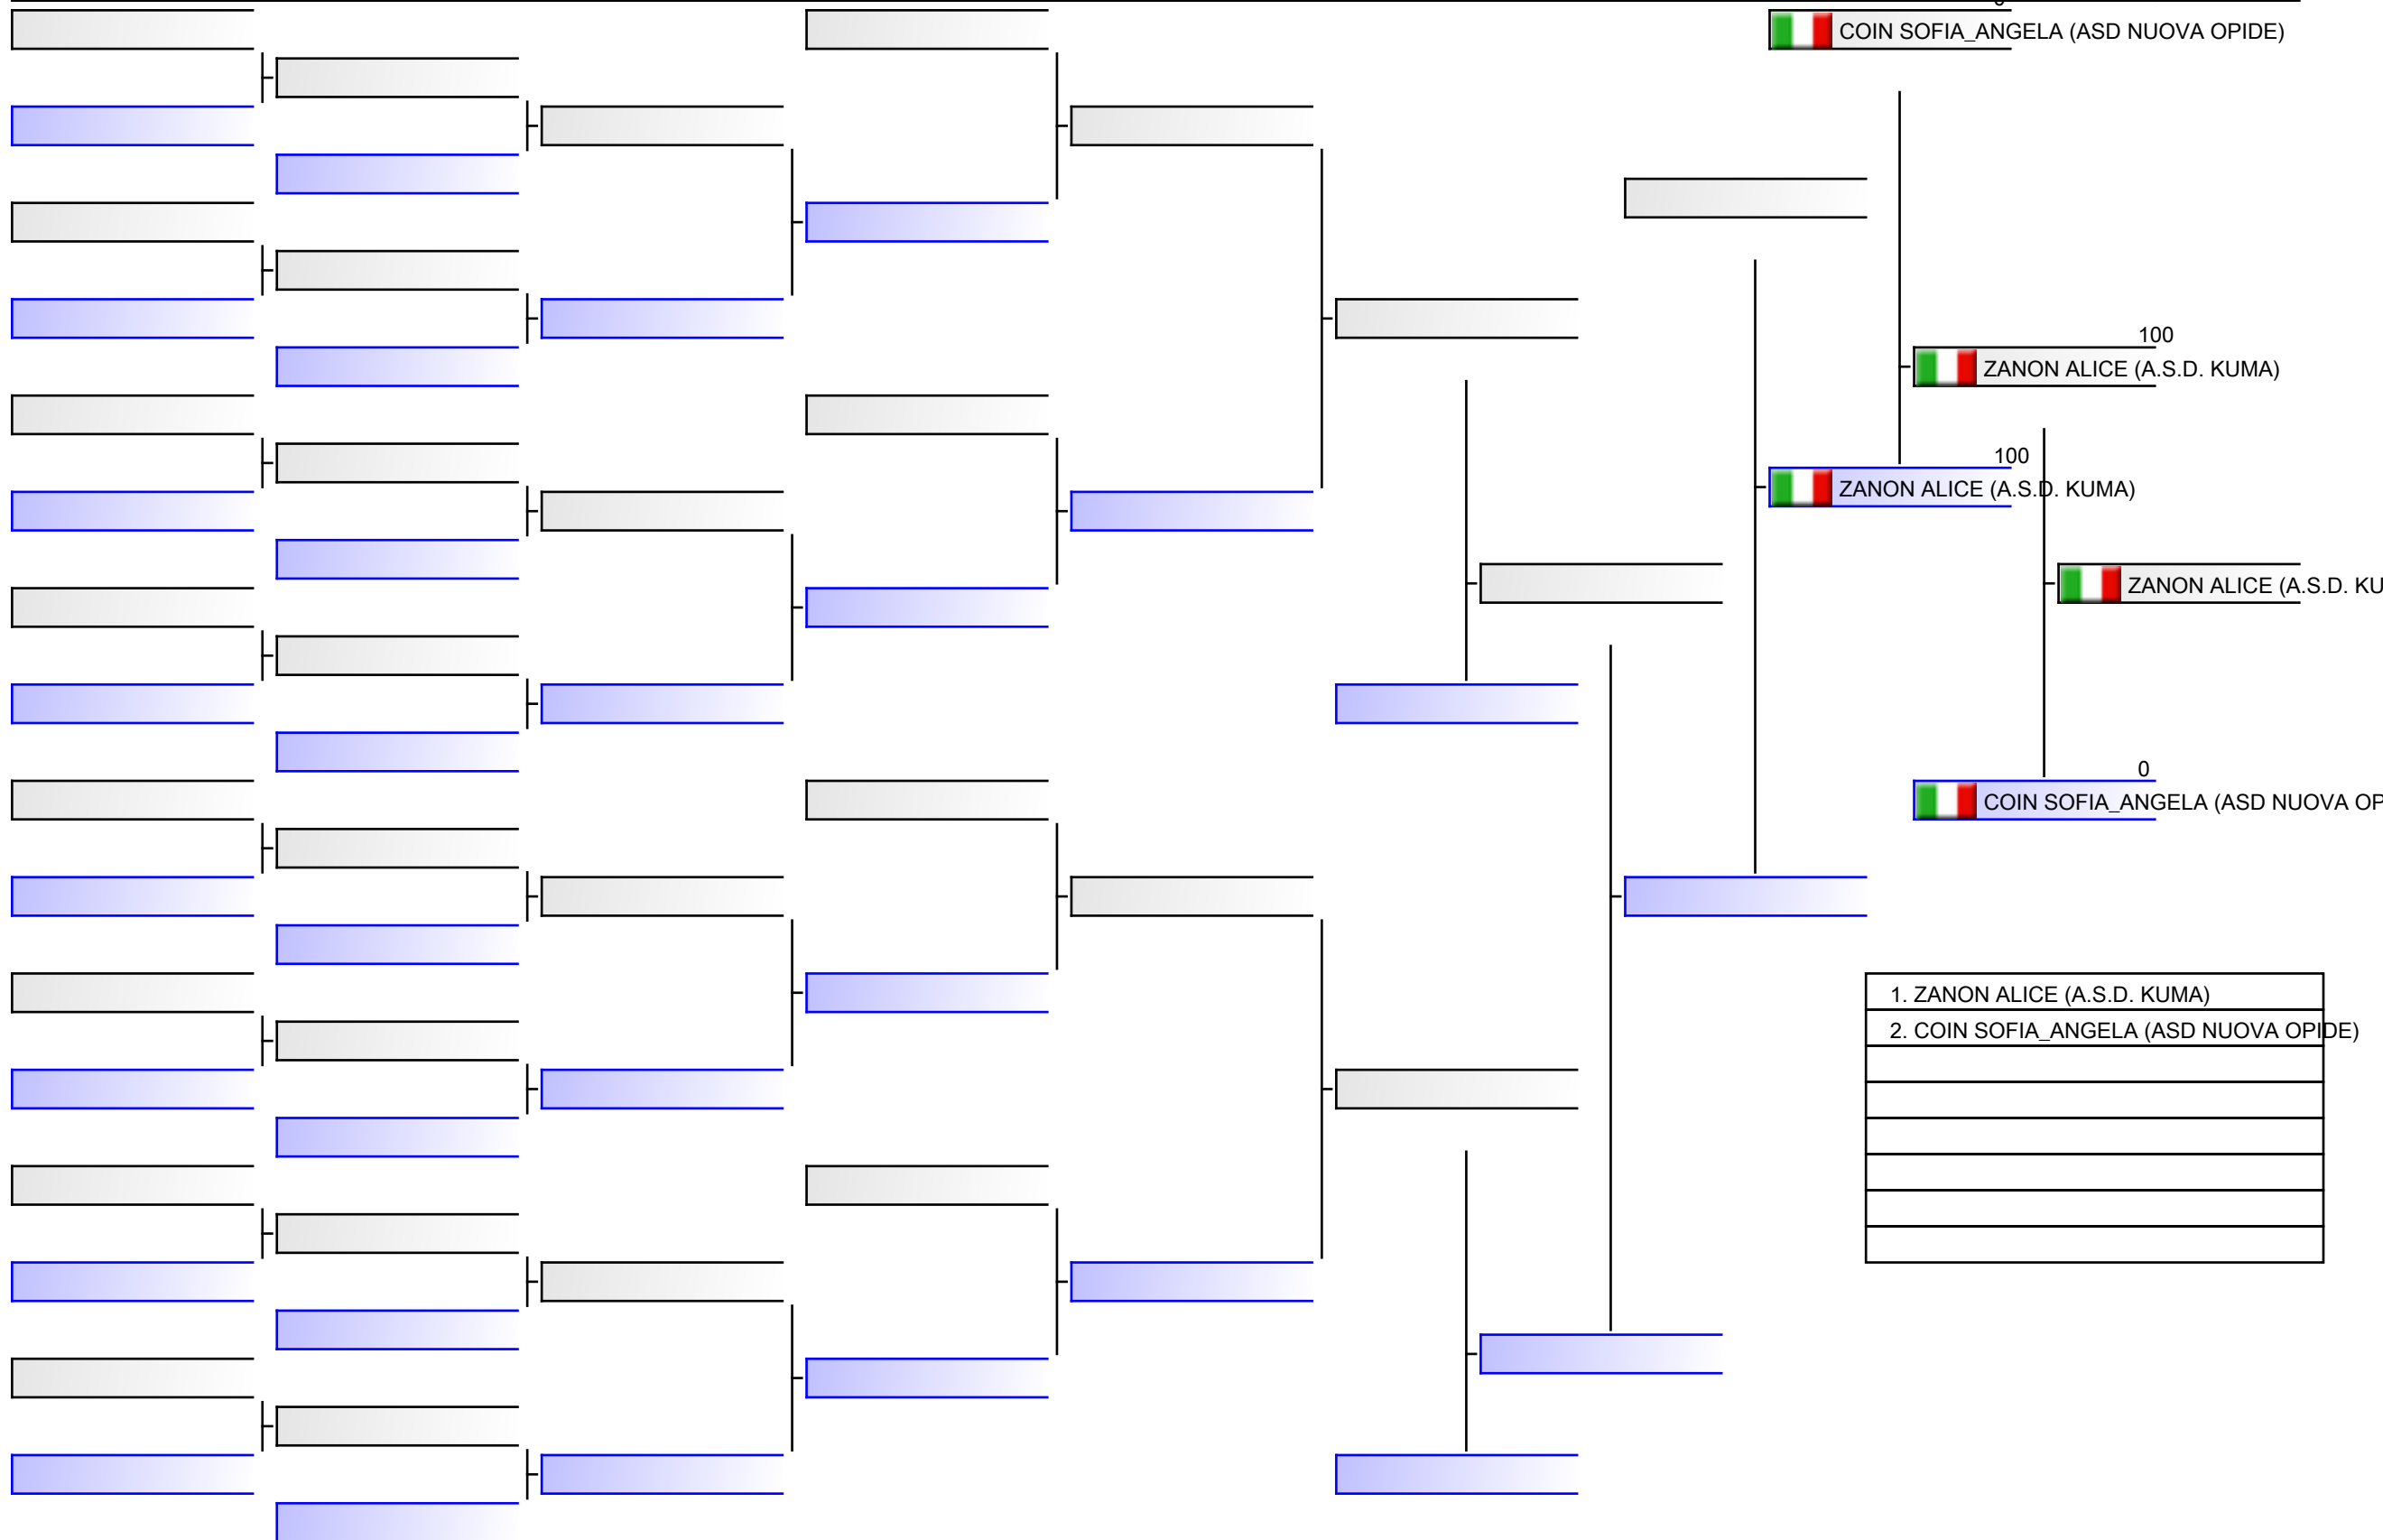 COIN SOFIA_ANGELA (ASD NUOVA OPIDE)
100
ZANON ALICE (A.S.D. KUMA)
100
ZANON ALICE (A.S.D. KUMA)
ZANON ALICE (A.S.D. KU
0
COIN SOFIA_ANGELA (ASD NUOVA OP
1. ZANON ALICE (A.S.D. KUMA)
2. COIN SOFIA_ANGELA (ASD NUOVA OPIDE)